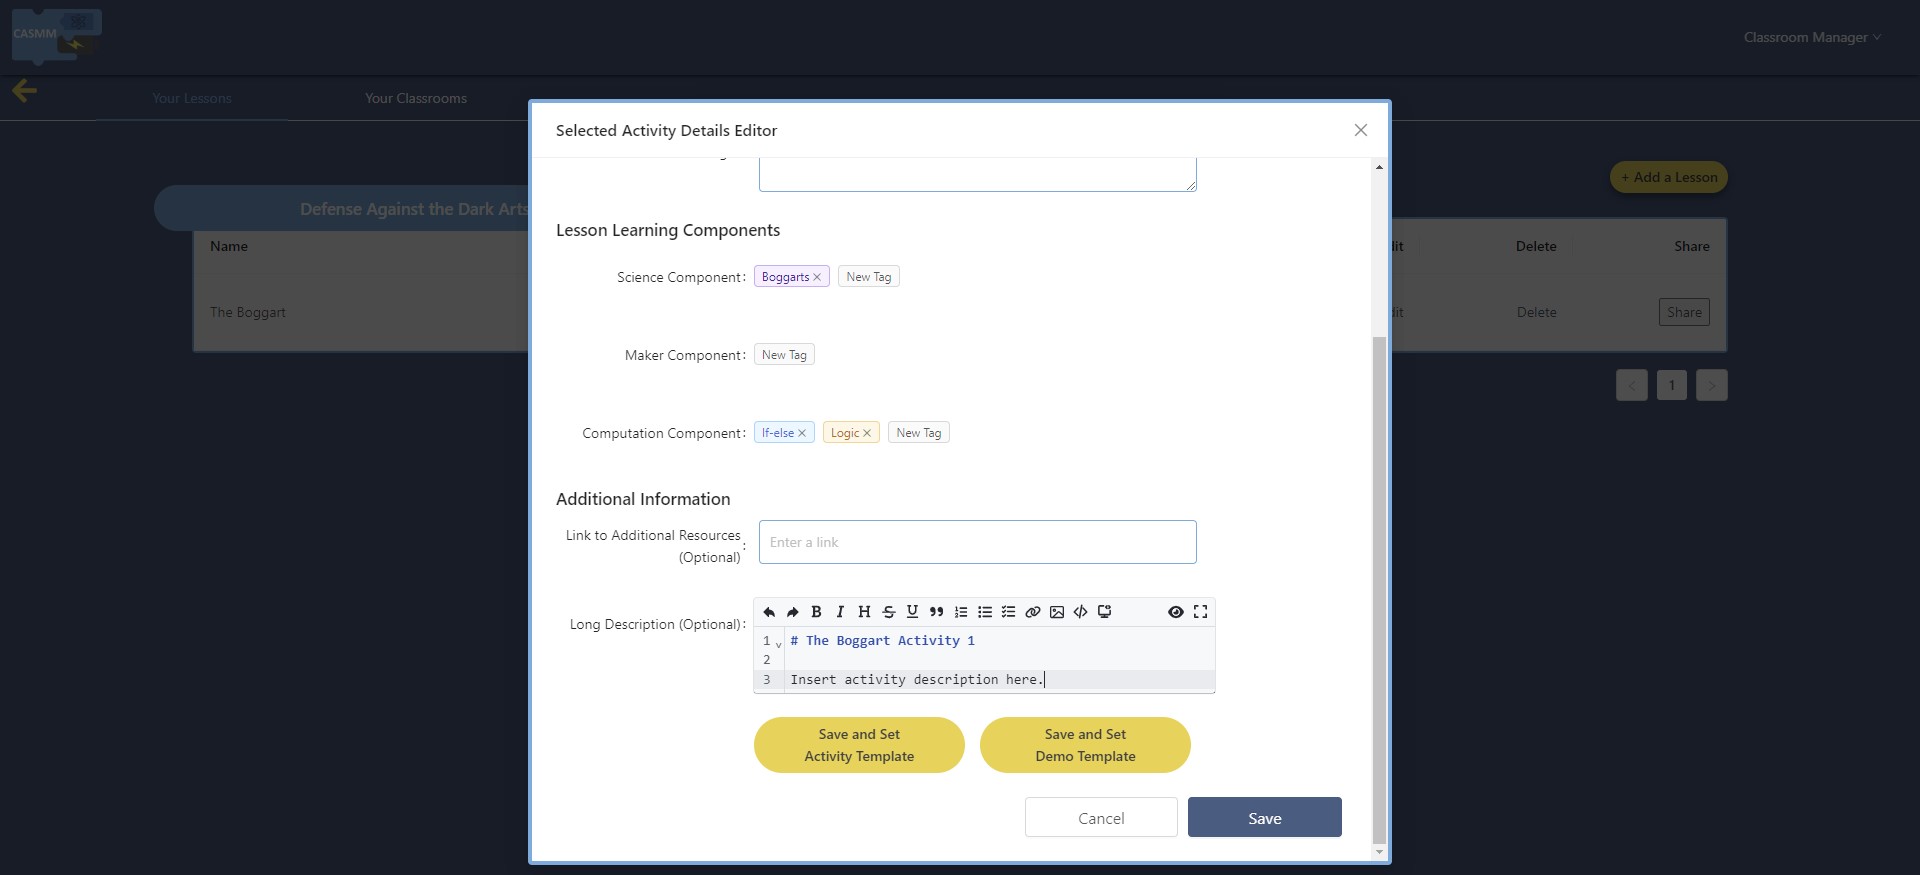 CASMM
Classroom Manager
Your Lessons
Your Classrooms
Selected Activity Details Editor
+ Add a Lesson
Defense Against the Dark Arts
Name
Delete
Share
The Boggart
Delete
Share
1
Lesson Learning Components
Science Component:
Boggarts
New Tag
Maker Component:
New Tag
Computation Component:
If-else
Logic
New Tag
Additional Information
Link to Additional Resources
(Optional) :
Enter a link
Long Description (Optional):
B I H S U
1 # The Boggart Activity 1
2
3 Insert activity description here.
Save and Set
Activity Template
Save and Set
Demo Template
Cancel
Save